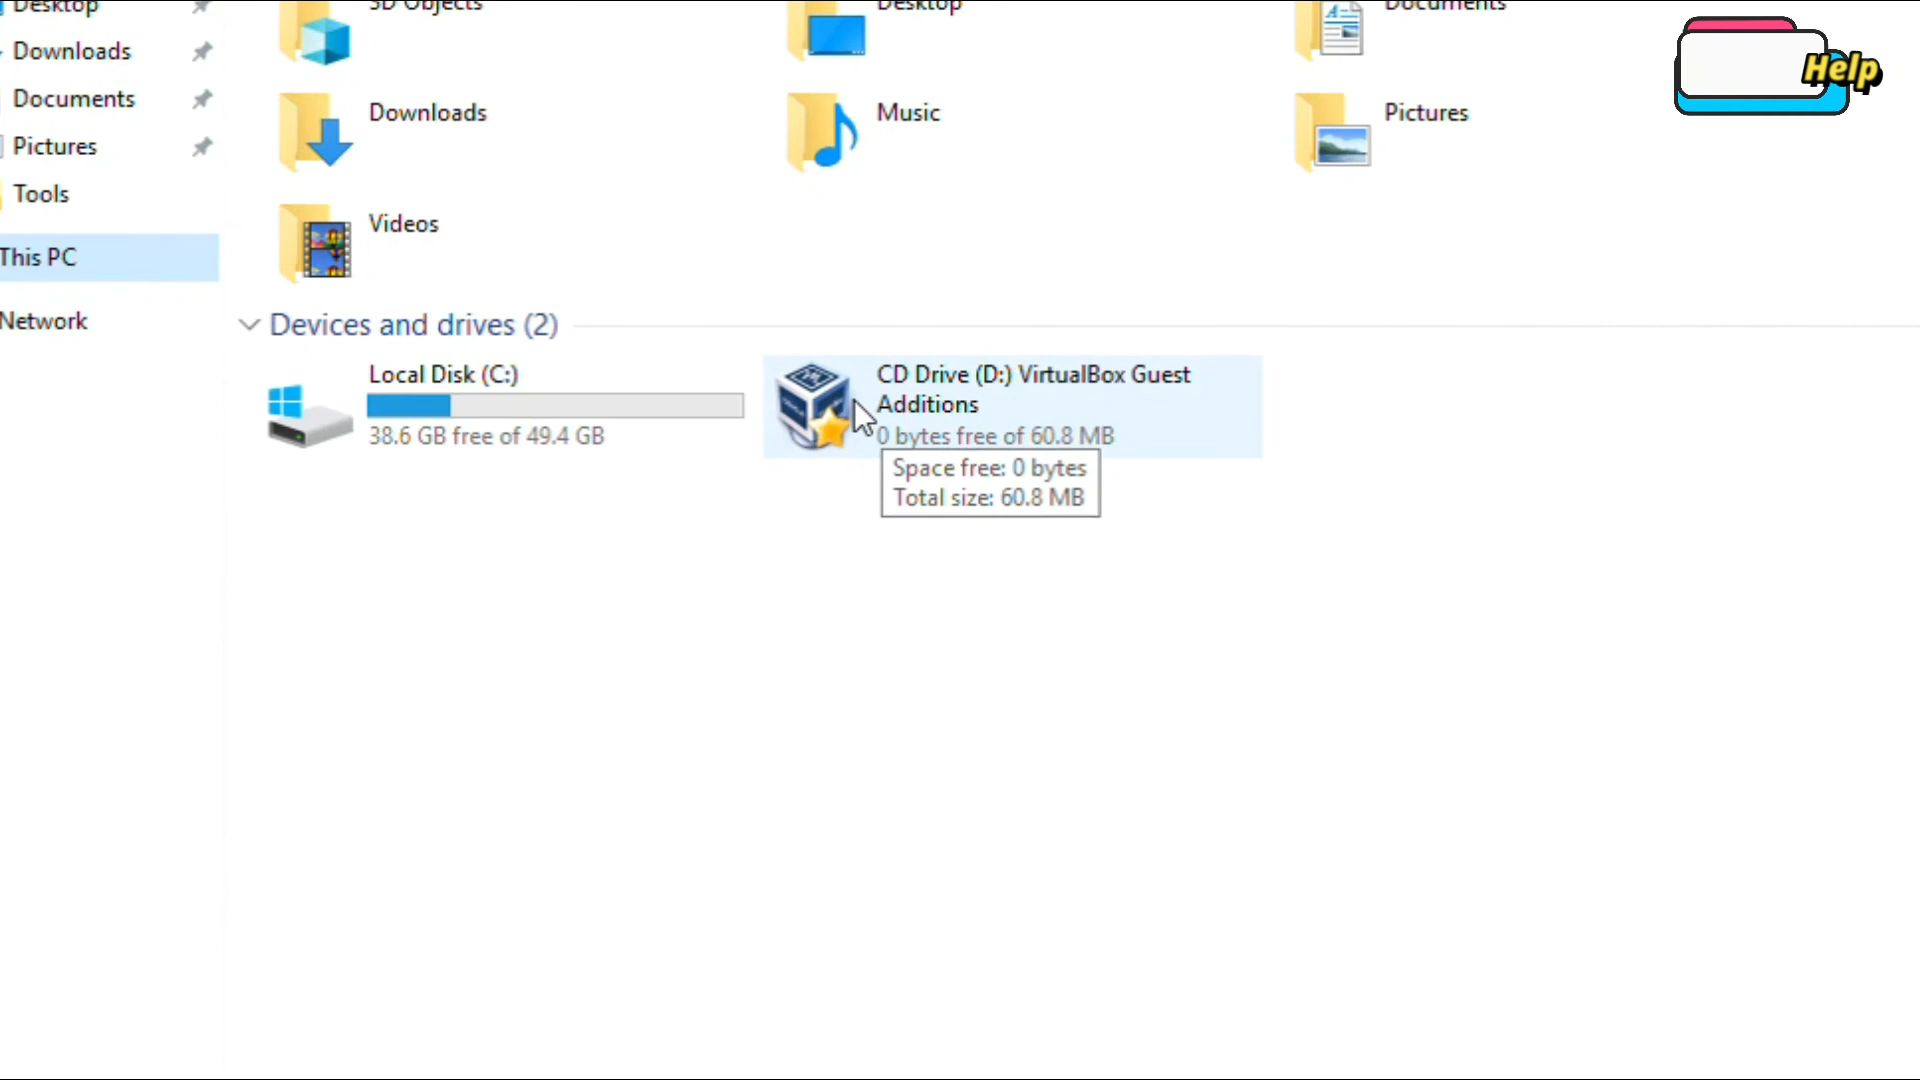 Desktop
Downloads
Documents
Pictures
Tools
This PC
Network
3D Objects
Desktop
Documents
Downloads
Music
Pictures
Videos
Devices and drives (2)
Local Disk (C:)
38.6 GB free of 49.4 GB
CD Drive (D:) VirtualBox Guest
Additions
0 bytes free of 60.8 MB
Space free: 0 bytes
Total size: 60.8 MB
Help